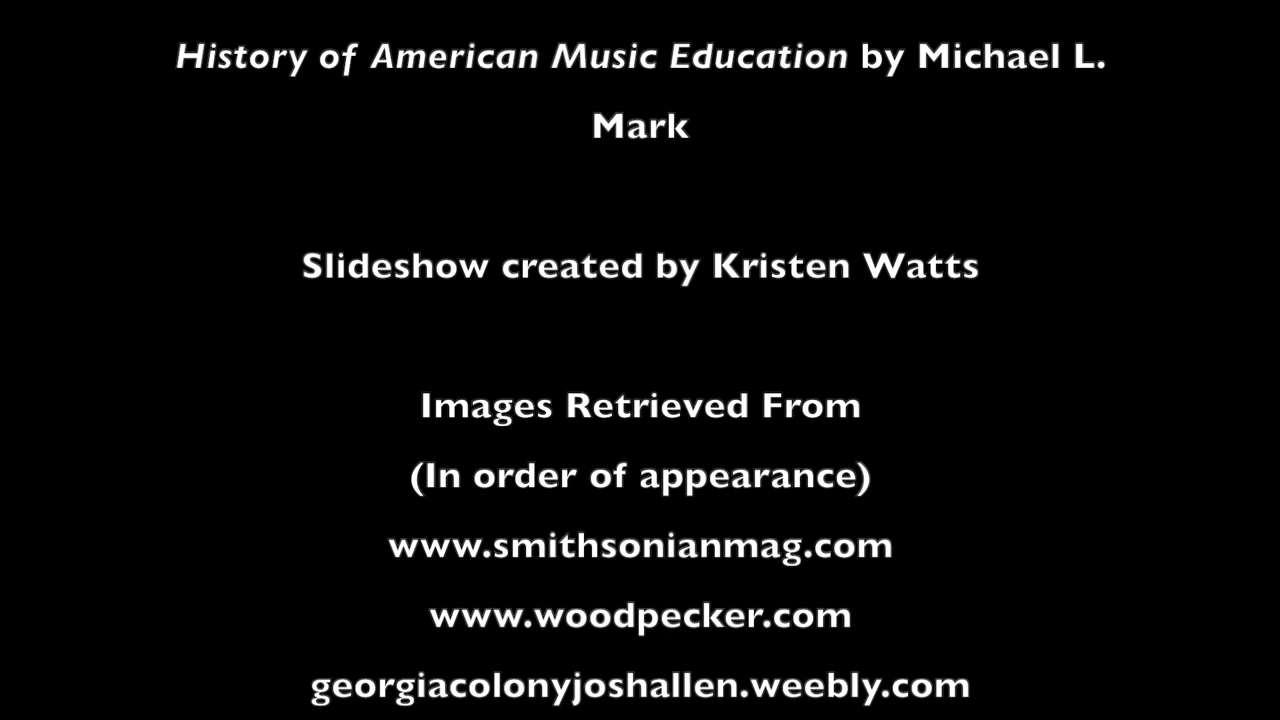 History of American Music Education by Michael L.
Mark
Slideshow created by Kristen Watts
Images Retrieved From
(In order of appearance)
www.smithsonianmag.com
www.woodpecker.com
georgiacolonyjoshallen.weebly.com